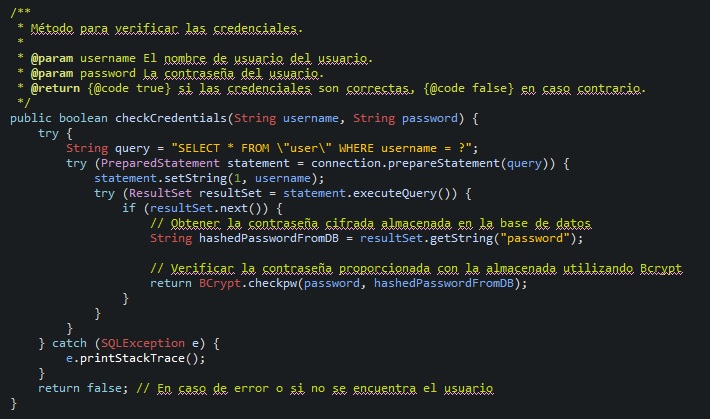 /**
 * Método para verificar las credenciales.
 *
 * @param username El nombre de usuario del usuario.
 * @param password La contraseña del usuario.
 * @return {@code true} si las credenciales son correctas, {@code false} en caso contrario.
 */
public boolean checkCredentials(String username, String password) {
    try {
        String query = "SELECT * FROM \"user\" WHERE username = ?";
        try (PreparedStatement statement = connection.prepareStatement(query)) {
            statement.setString(1, username);
            try (ResultSet resultSet = statement.executeQuery()) {
                if (resultSet.next()) {
                    // Obtener la contraseña cifrada almacenada en la base de datos
                    String hashedPasswordFromDB = resultSet.getString("password");

                    // Verificar la contraseña proporcionada con la almacenada utilizando Bcrypt
                    return BCrypt.checkpw(password, hashedPasswordFromDB);
                }
            }
        }
    } catch (SQLException e) {
        e.printStackTrace();
    }
    return false; // En caso de error o si no se encuentra el usuario
}